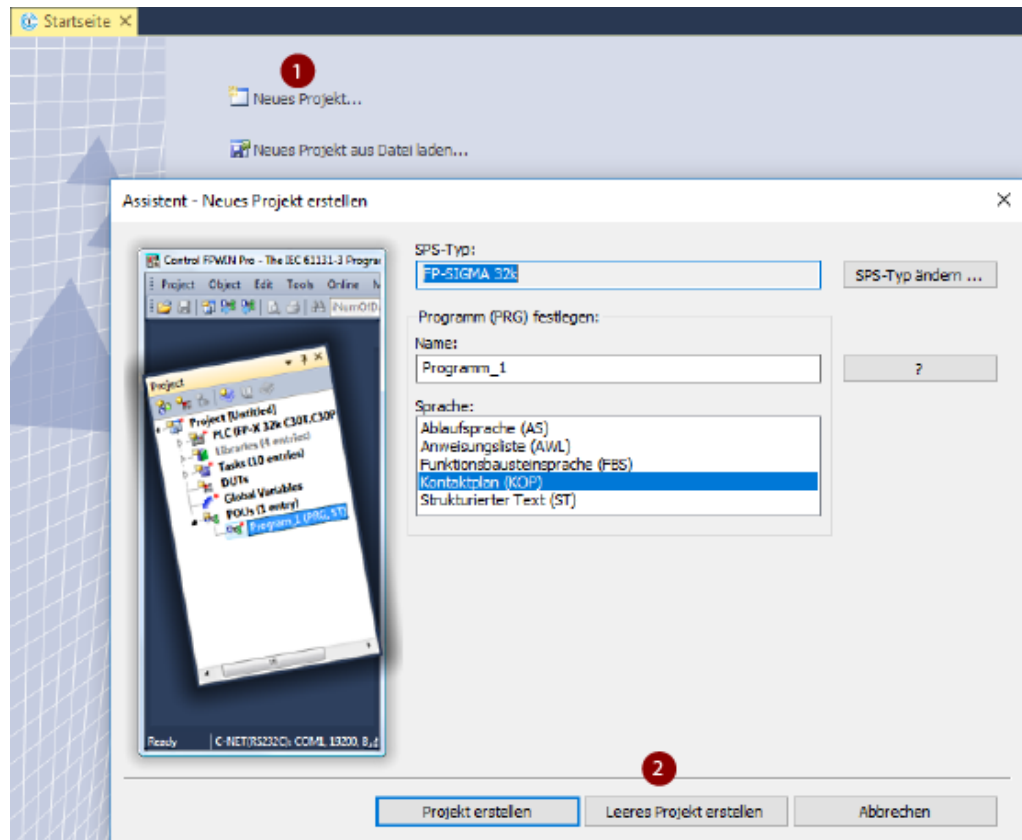 Startseite
1
Neues Projekt...
Neues Projekt aus Datei laden...
Assistent - Neues Projekt erstellen
Control FPWIN Pro - The IEC 61131-3 Progra
Project Object Edit Tools Online
Project
Project [Untitled]
PLC (FP-X 32k C30T,C30P
Libraries (4 entries)
Tasks (10 entries)
DUTs
Global Variables
POUs (1 entry)
Program_1 (PRG, ST)
Ready C-NET(RS232C): COM1, 19200, 8,
SPS-Typ:
FP-SIGMA 32k
SPS-Typ ändern ...
Programm (PRG) festlegen:
Name:
Programm_1
?
Sprache:
Ablaufsprache (AS)
Anweisungsliste (AWL)
Funktionsbausteinsprache (FBS)
Kontaktplan (KOP)
Strukturierter Text (ST)
2
Projekt erstellen
Leeres Projekt erstellen
Abbrechen